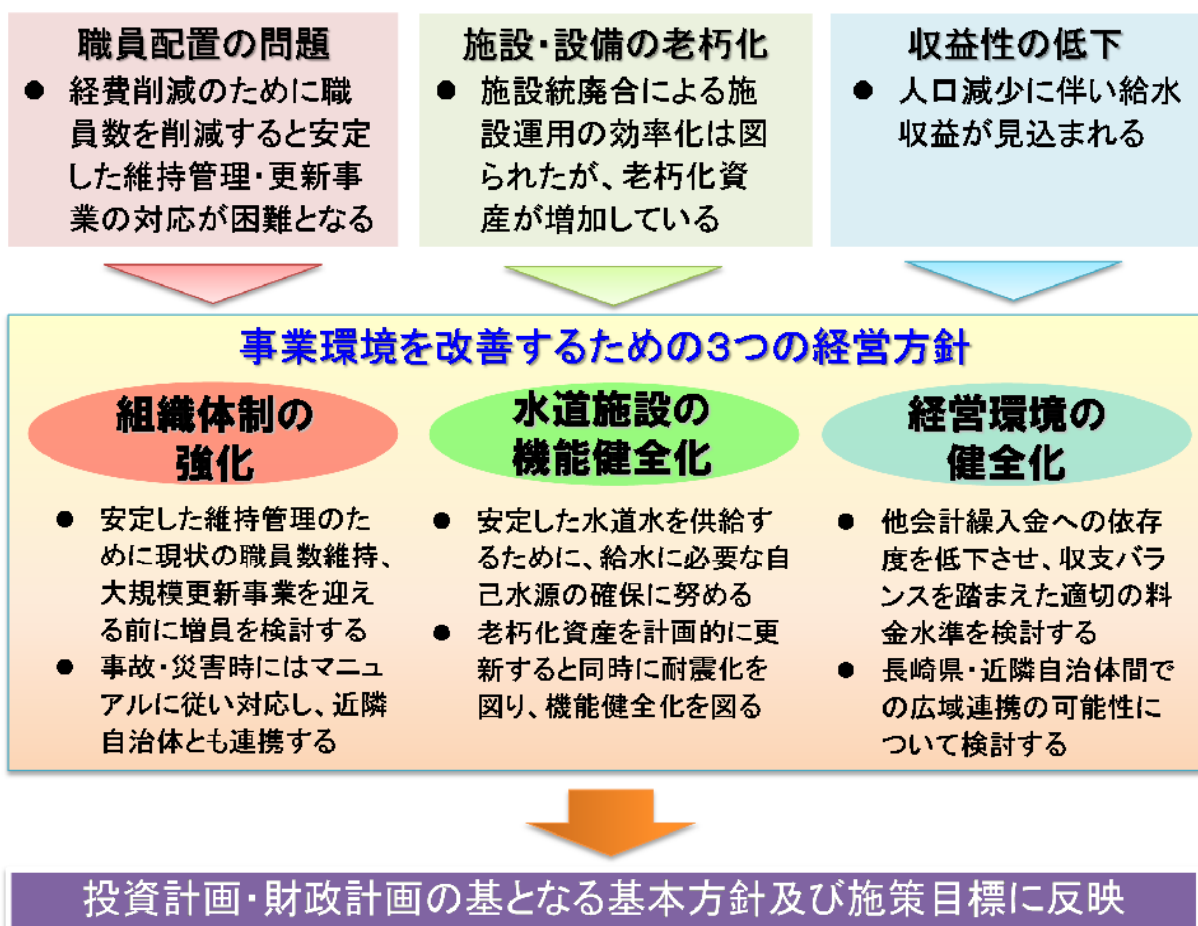 職員配置の問題
● 経費削減のために職
員数を削減すると安定
した維持管理・更新事
業の対応が困難となる
施設・設備の老朽化
● 施設統廃合による施
設運用の効率化は図
られたが、老朽化資
産が増加している
収益性の低下
● 人口減少に伴い給水
収益が見込まれる
事業環境を改善するための3つの経営方針
組織体制の
強化
● 安定した維持管理のた
めに現状の職員数維持、
大規模更新事業を迎え
る前に増員を検討する
● 事故・災害時にはマニュ
アルに従い対応し、近隣
自治体とも連携する
水道施設の
機能健全化
● 安定した水道水を供給す
るために、給水に必要な自
己水源の確保に努める
● 老朽化資産を計画的に更
新すると同時に耐震化を
図り、機能健全化を図る
経営環境の
健全化
● 他会計繰入金への依存
度を低下させ、収支バラ
ンスを踏まえた適切の料
金水準を検討する
● 長崎県・近隣自治体間で
の広域連携の可能性に
ついて検討する
投資計画・財政計画の基となる基本方針及び施策目標に反映